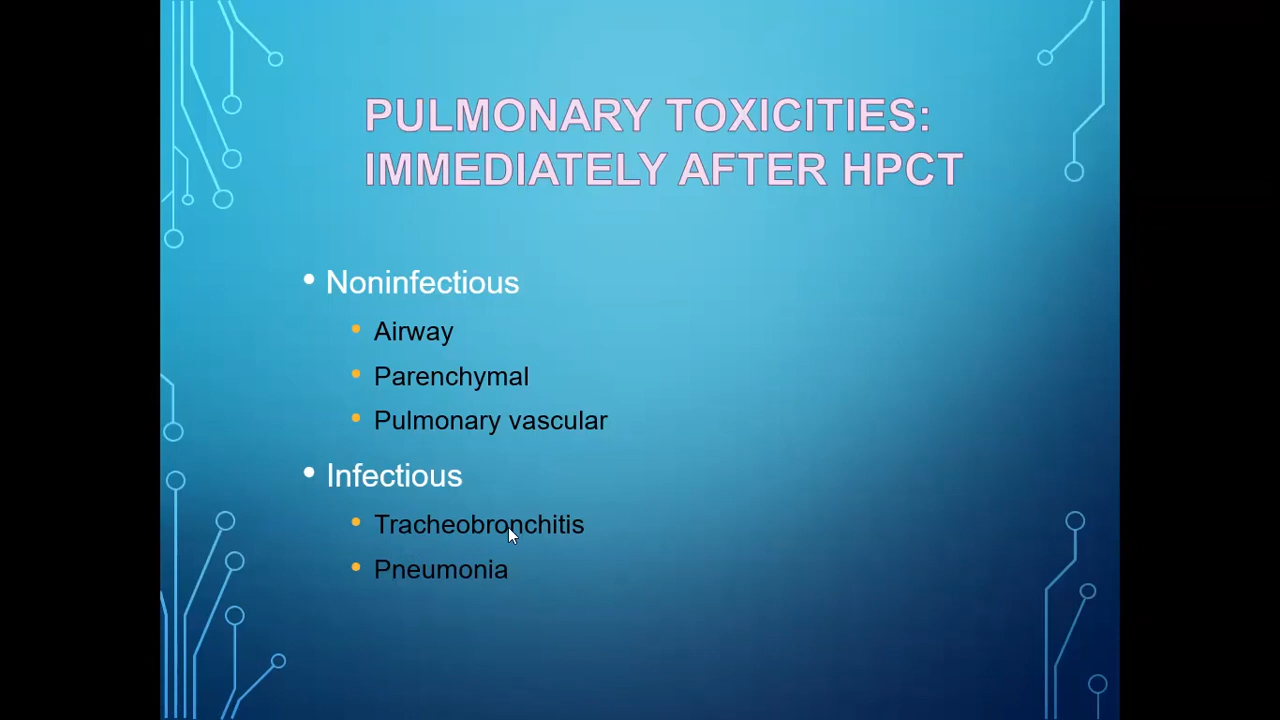 PULMONARY TOXICITIES:
IMMEDIATELY AFTER HPCT
• Noninfectious
• Airway
• Parenchymal
• Pulmonary vascular
• Infectious
• Tracheobronchitis
• Pneumonia